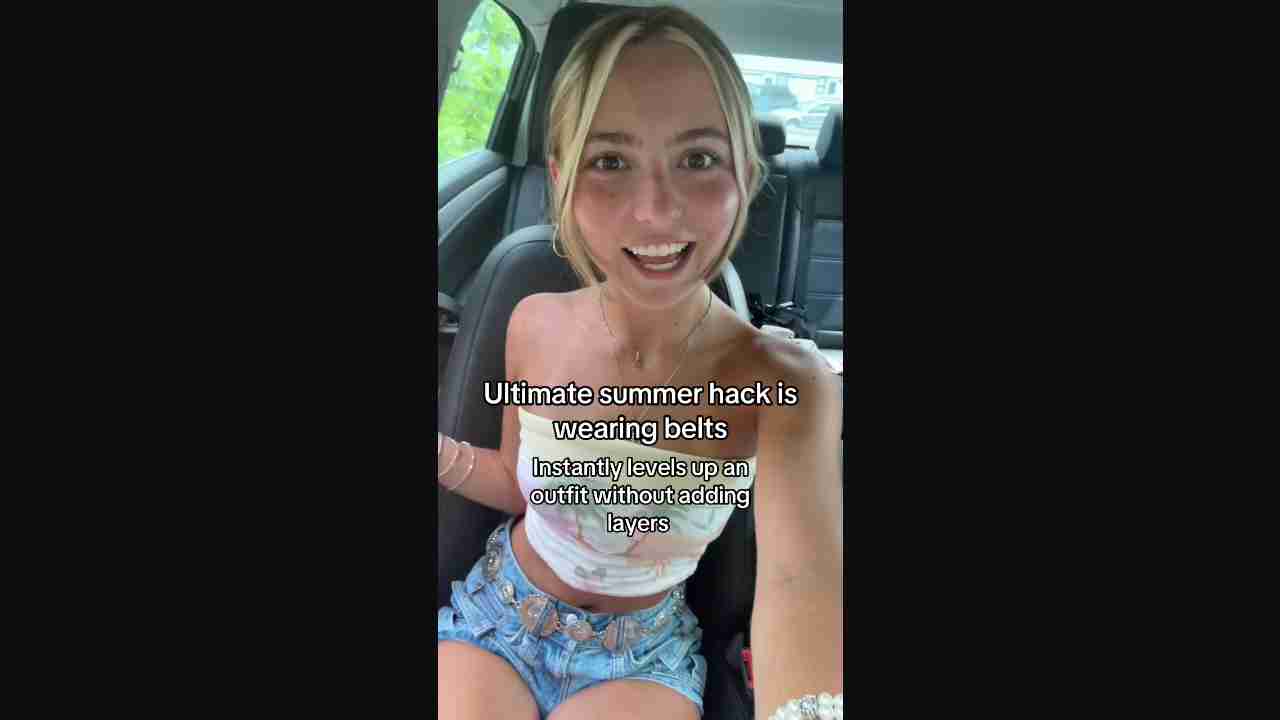 Ultimate summer hack is
wearing belts
Instantly levels up an
outfit without adding
layers